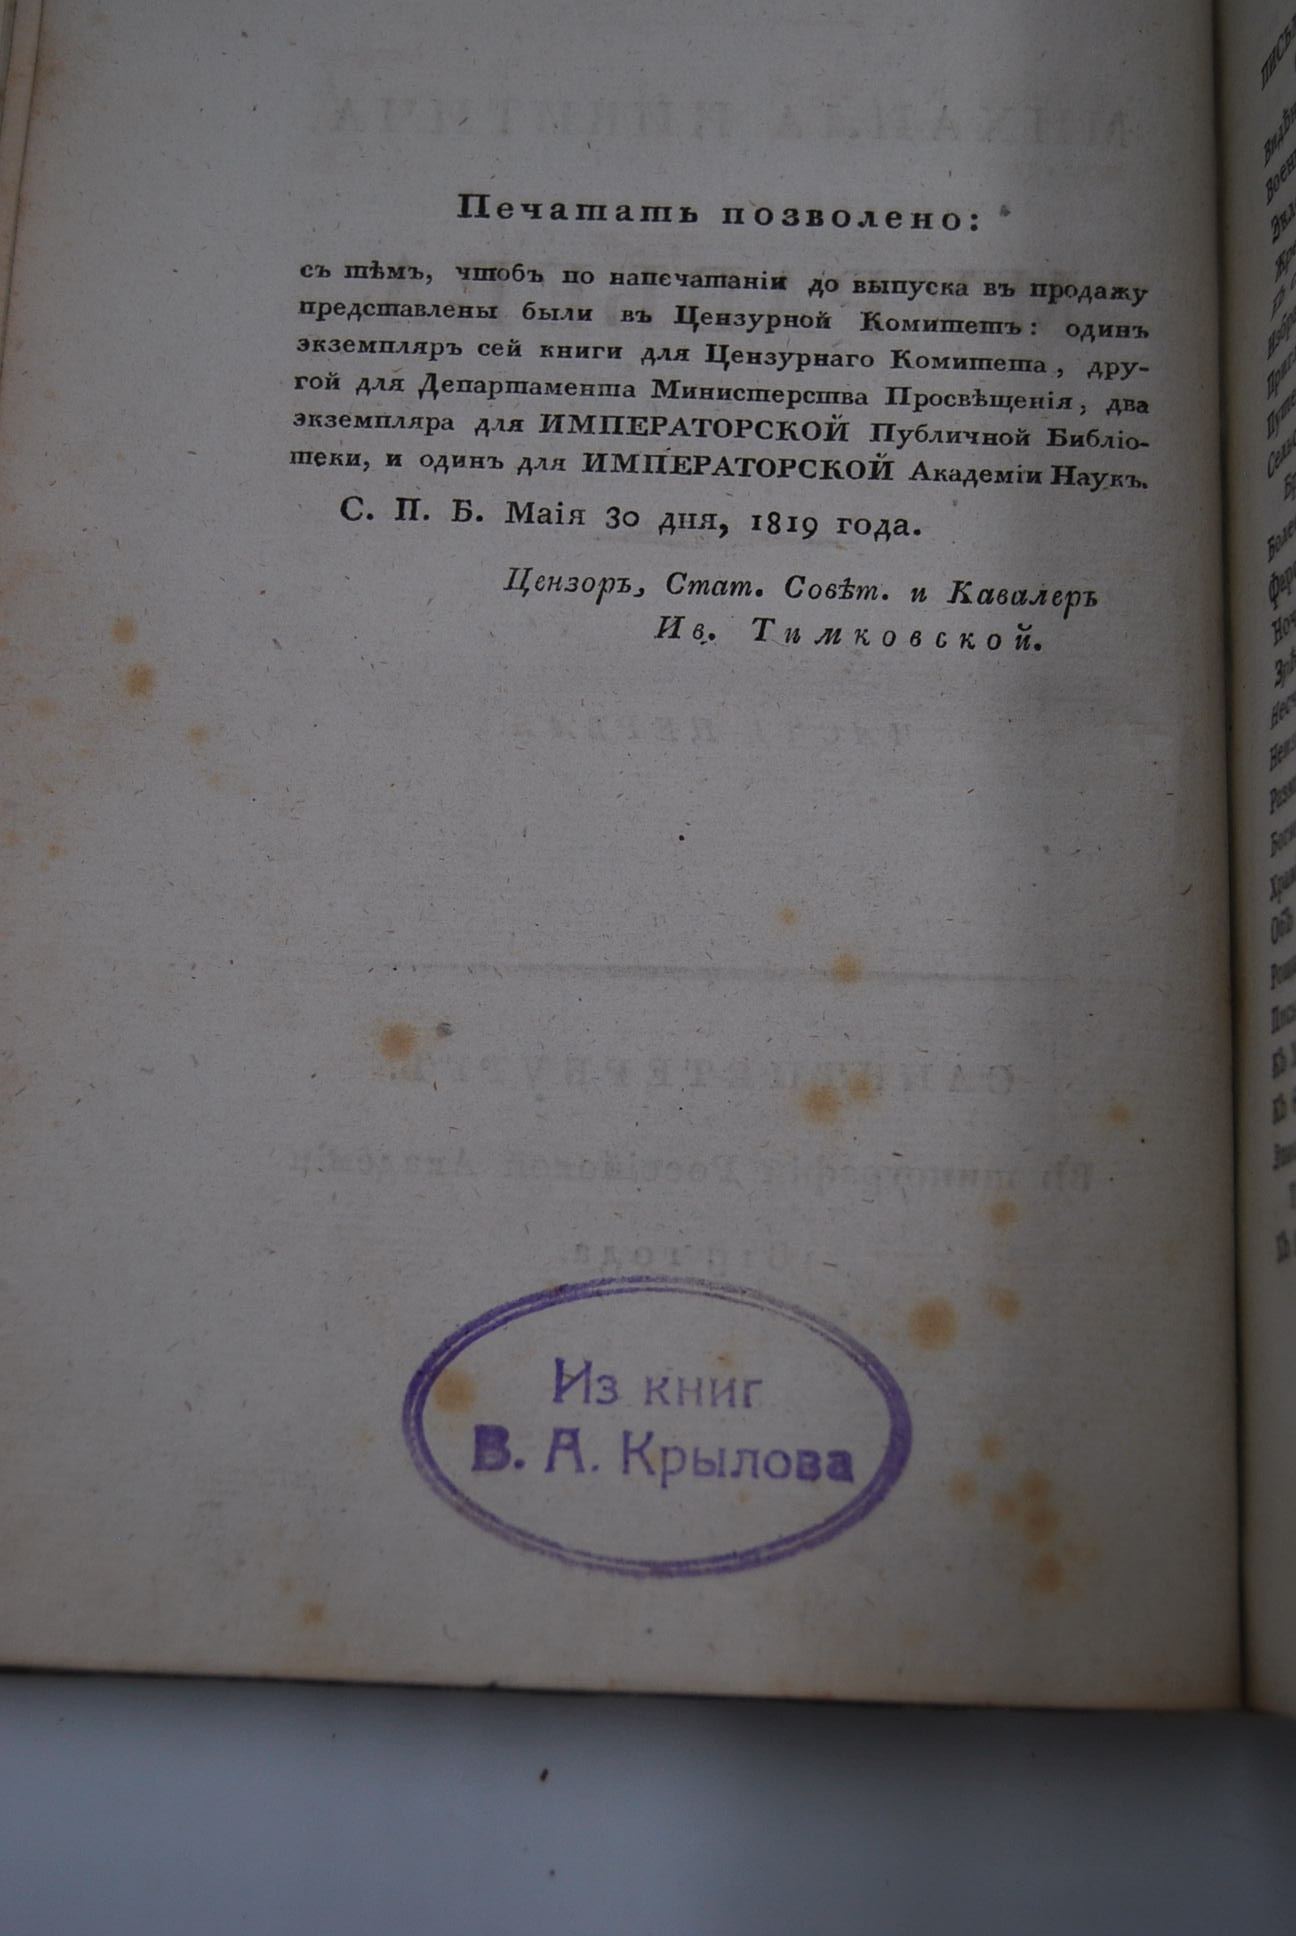 Печатать позволено:
съ тѣмъ, чтобъ по напечатаніи до выпуска въ продажу
представлены были въ Цензурной Комитетъ: одинъ
экземпляръ сей книги для Цензурнаго Комитета, дру-
гой для Департамента Министерства Просвѣщенія, два
экземпляра для ИМПЕРАТОРСКОЙ Публичной Библіо-
теки, и одинъ для ИМПЕРАТОРСКОЙ Академіи Наукъ.
С. П. Б. Маія 30 дня, 1819 года.
Цензоръ, Стат. Совѣт. и Кавалеръ
Ив. Тимковской.
Из книг
В. А. Крылова